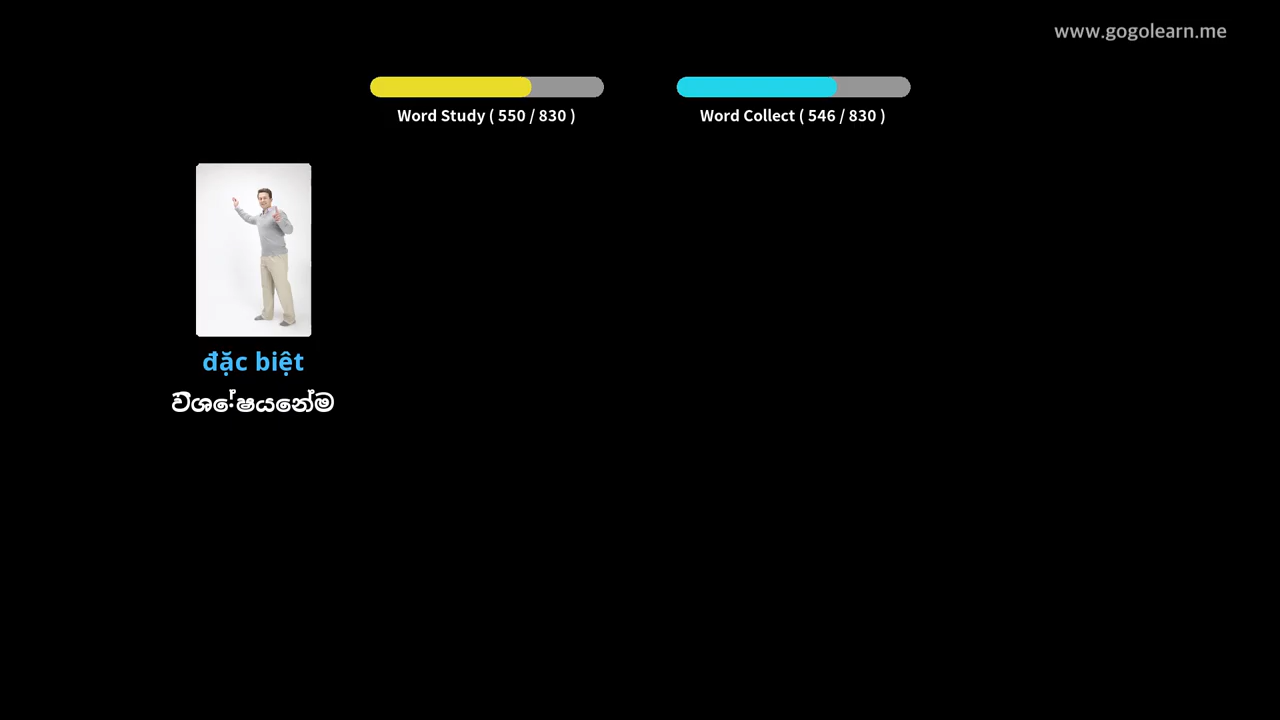 www.gogolearn.me
Word Study ( 550 / 830 )
Word Collect ( 546 / 830 )
đặc biệt
විශේෂයෙන්ම